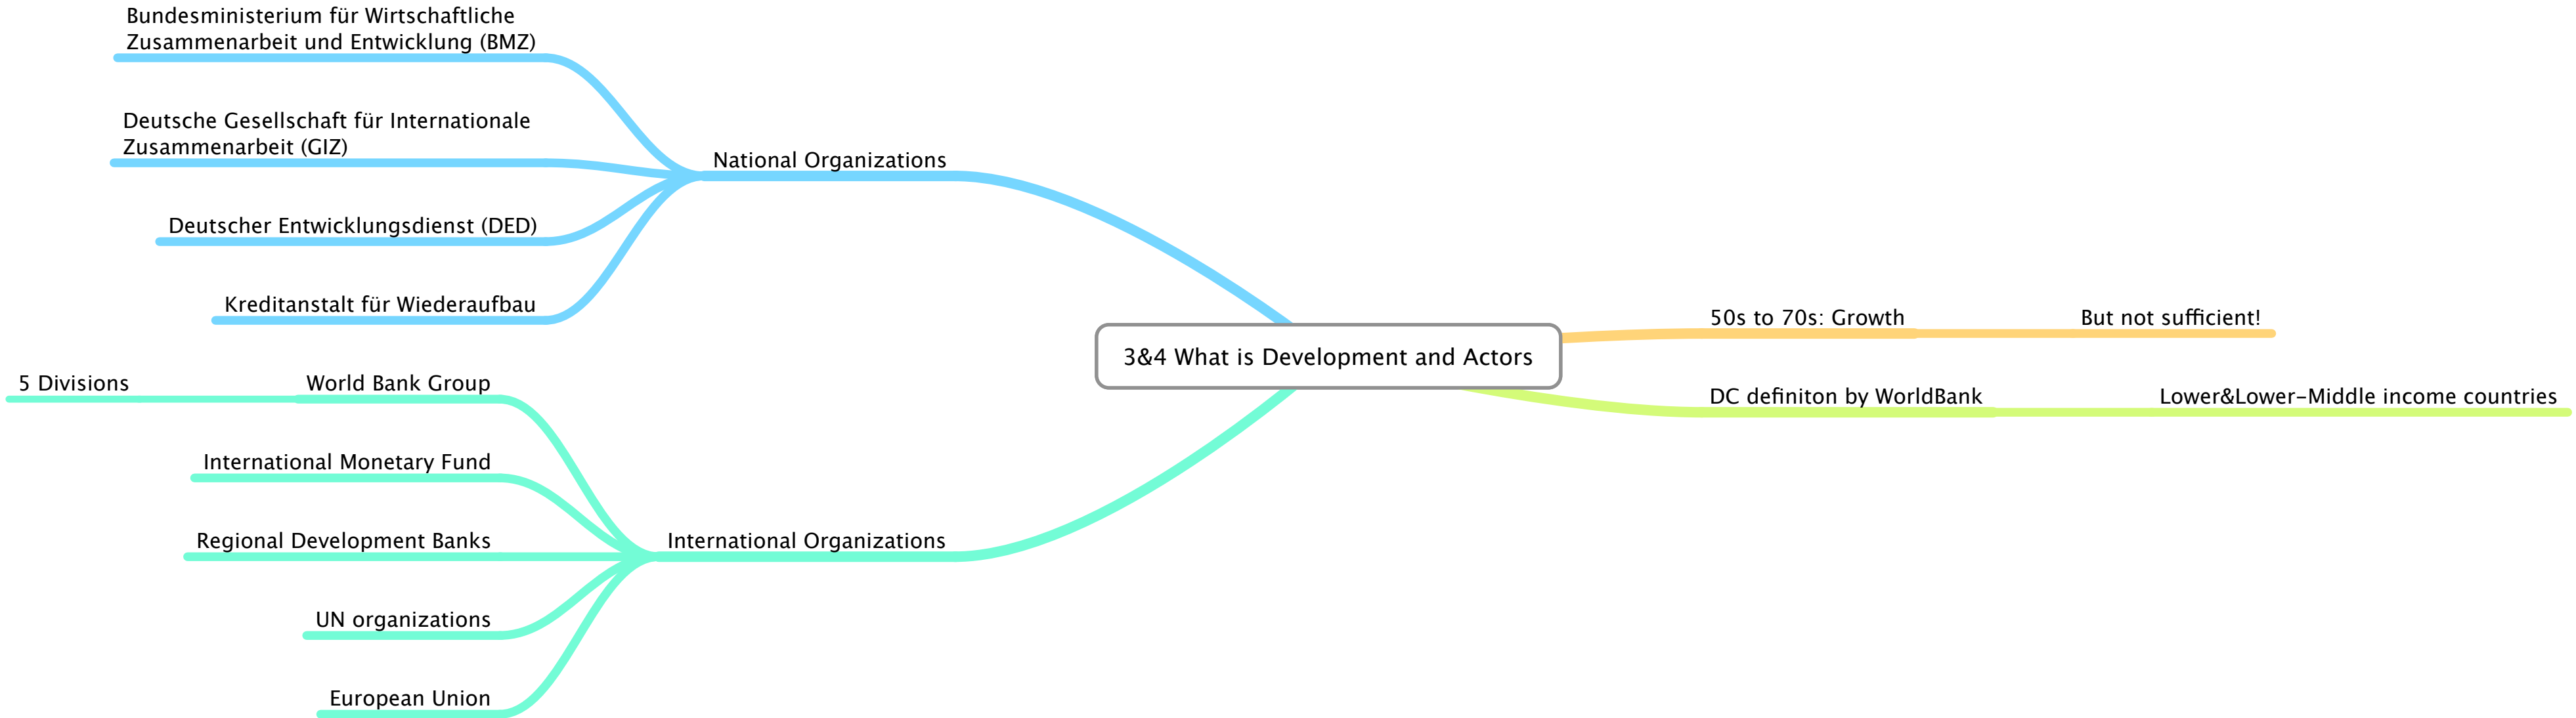 Bundesministerium für Wirtschaftliche
Zusammenarbeit und Entwicklung (BMZ)
Deutsche Gesellschaft für Internationale
Zusammenarbeit (GIZ)
National Organizations
Deutscher Entwicklungsdienst (DED)
Kreditanstalt für Wiederaufbau
50s to 70s: Growth
But not sufficient!
3&4 What is Development and Actors
5 Divisions
World Bank Group
DC definiton by WorldBank
Lower&Lower-Middle income countries
International Monetary Fund
Regional Development Banks
International Organizations
UN organizations
European Union